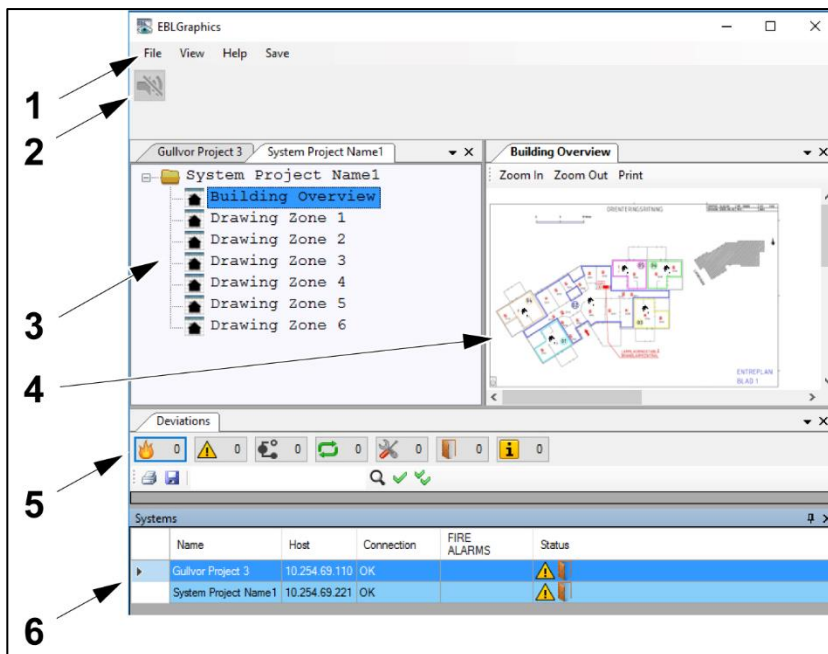 EBLGraphics
File View Help Save
1
2
Gullvor Project 3 System Project Name1
Building Overview
System Project Name1
Building Overview
Drawing Zone 1
Drawing Zone 2
Drawing Zone 3
Drawing Zone 4
Drawing Zone 5
Drawing Zone 6
3
Zoom In Zoom Out Print
ORIENTERINGSRITNING
ENTREPLAN
BLAD 1
4
Deviations
0 0 0 0 0 0 0
5
Systems
Name Host Connection FIRE ALARMS Status
Gullvor Project 3 10.254.69.110 OK
System Project Name1 10.254.69.221 OK
6